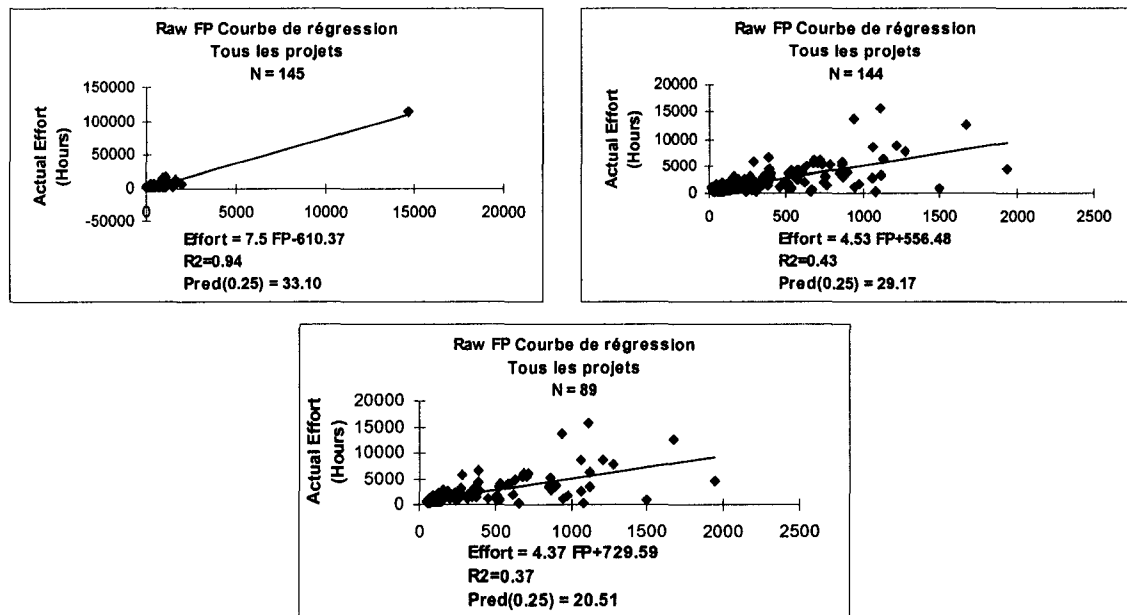 Raw FP Courbe de régression
Tous les projets
N = 145
Actual Effort
(Hours)
150000
100000
50000
0
-50000
0
5000
10000
15000
20000
Effort = 7.5 FP-610.37
R2=0.94
Pred(0.25) = 33.10
Raw FP Courbe de régression
Tous les projets
N = 144
Actual Effort
(Hours)
20000
15000
10000
5000
0
0
500
1000
1500
2000
2500
Effort = 4.53 FP+556.48
R2=0.43
Pred(0.25) = 29.17
Raw FP Courbe de régression
Tous les projets
N = 89
Actual Effort
(Hours)
20000
15000
10000
5000
0
0
500
1000
1500
2000
2500
Effort = 4.37 FP+729.59
R2=0.37
Pred(0.25) = 20.51